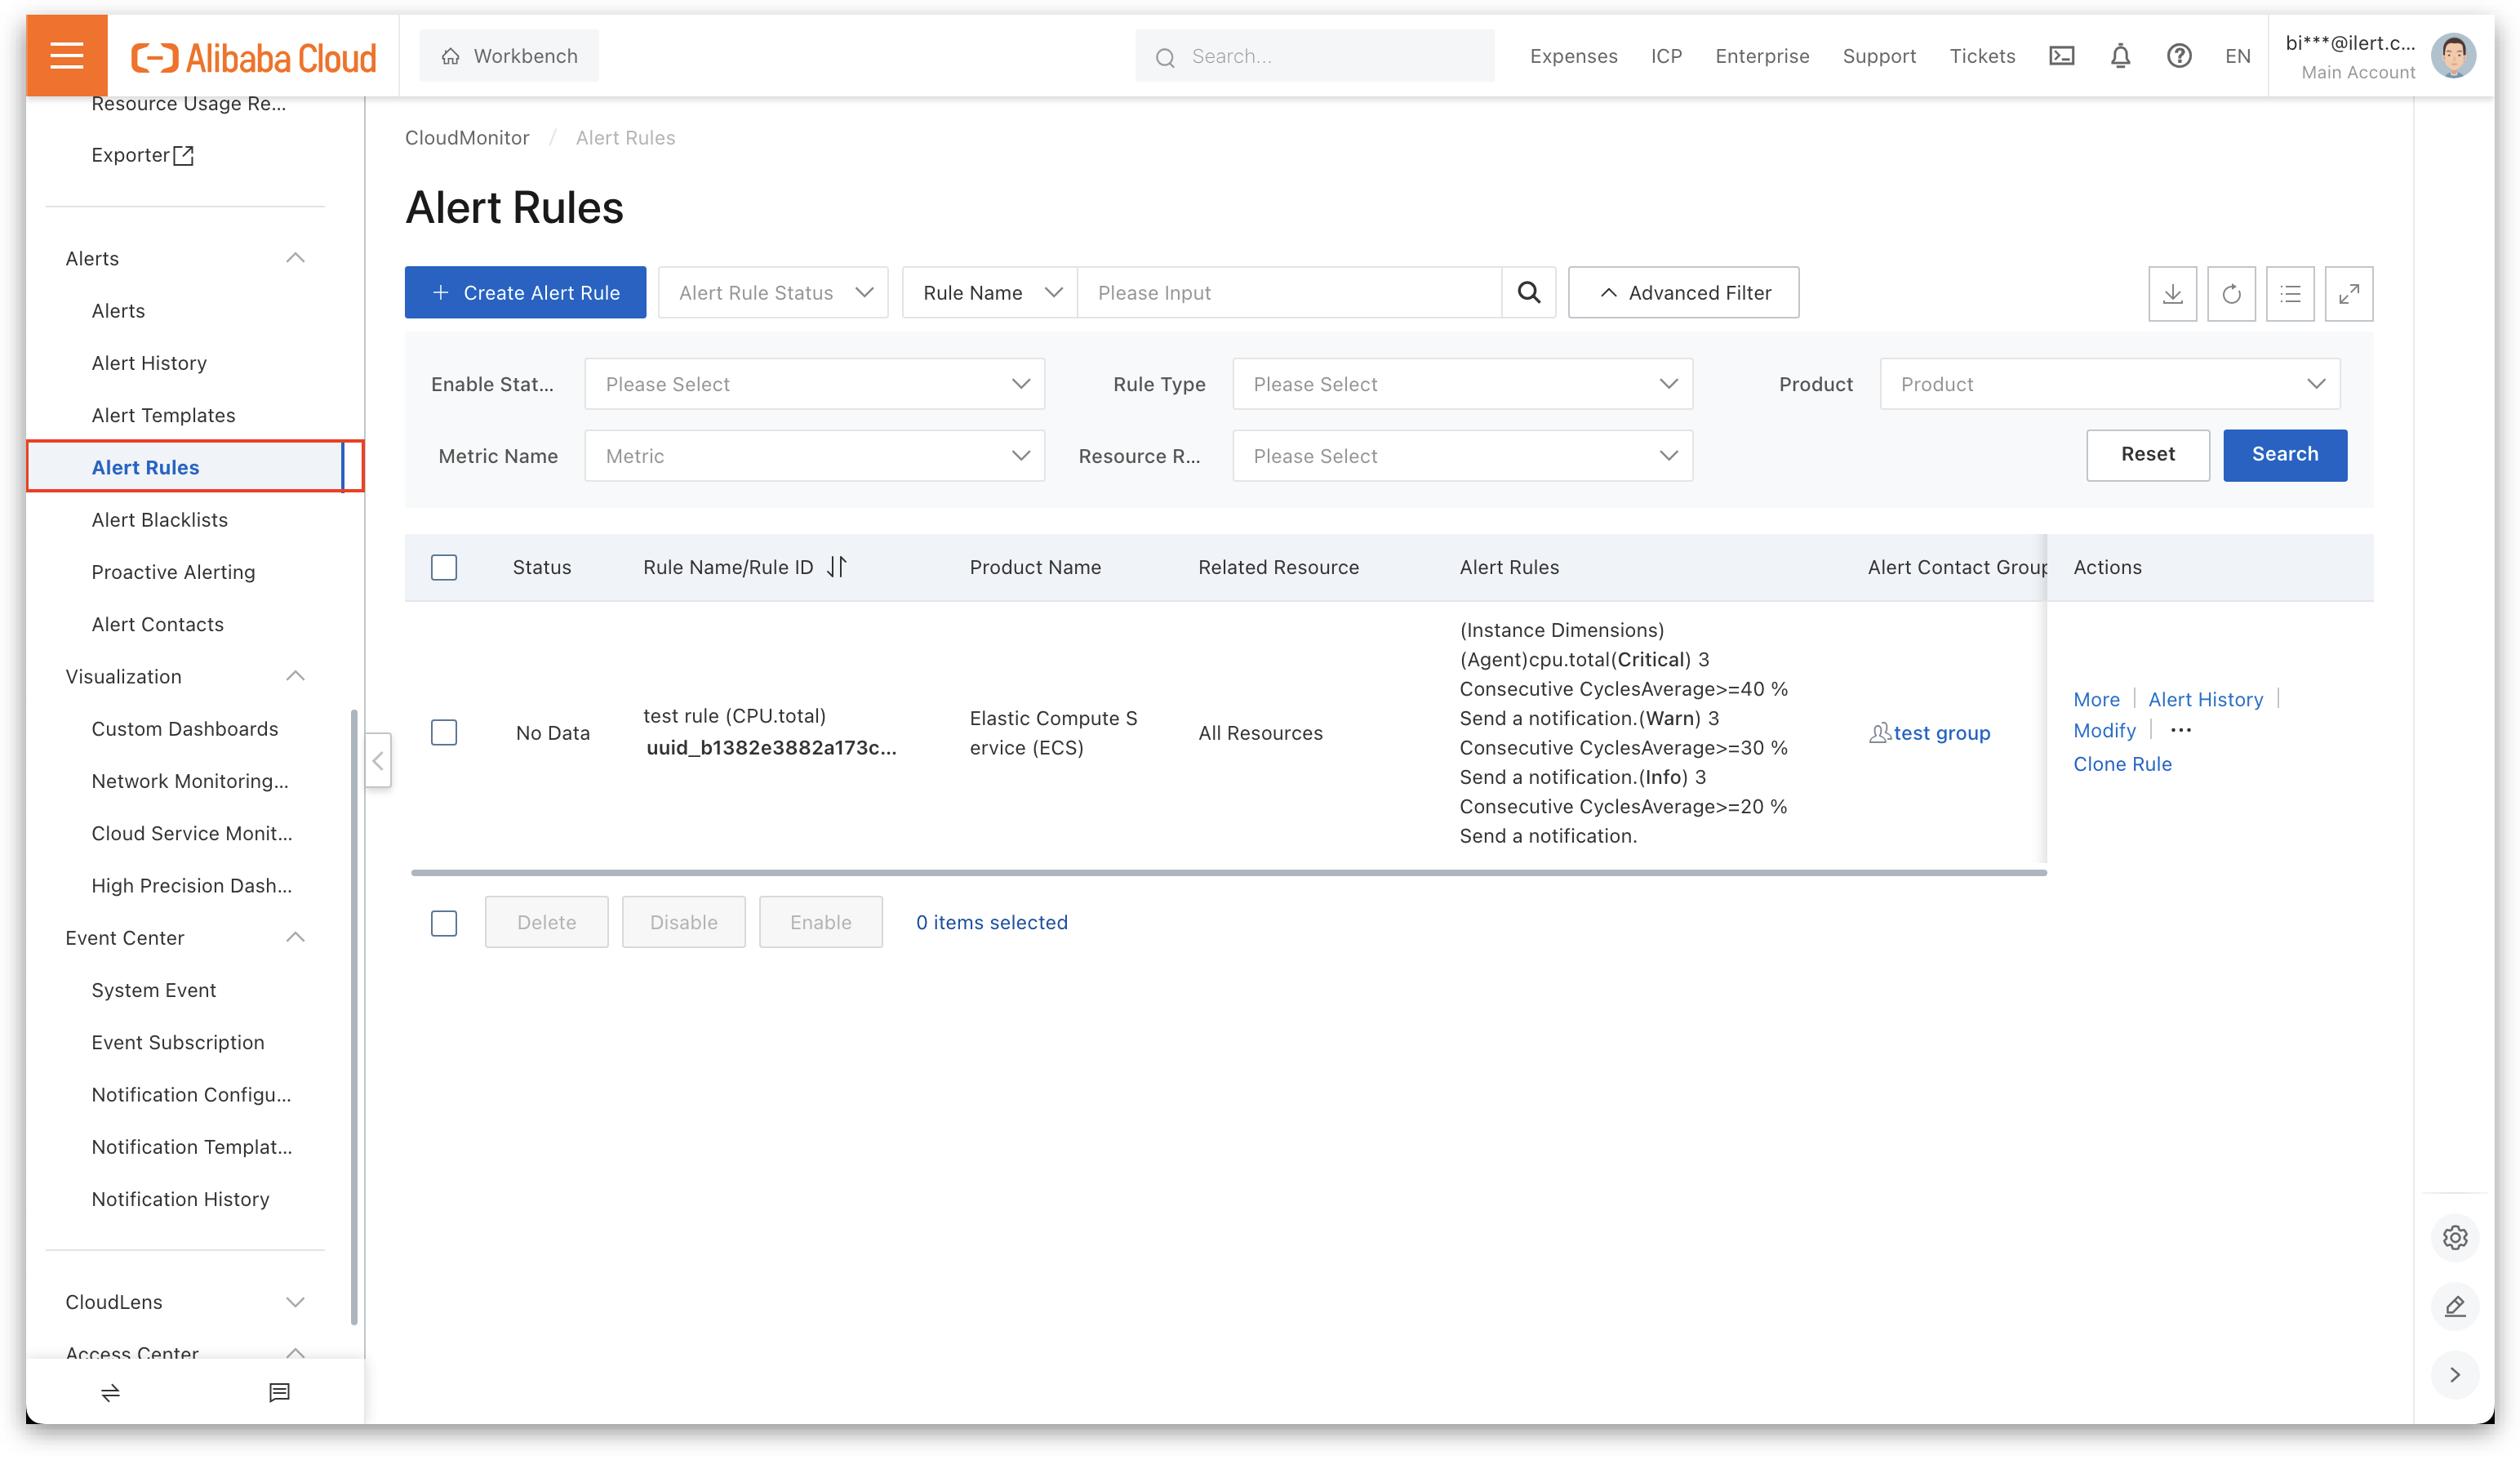 Alibaba Cloud
Workbench
Search...
Expenses
ICP
Enterprise
Support
Tickets
EN
bi***@ilert.c...
Main Account
Resource Usage Re...
Exporter
Alerts
Alerts
Alert History
Alert Templates
Alert Rules
Alert Blacklists
Proactive Alerting
Alert Contacts
Visualization
Custom Dashboards
Network Monitoring...
Cloud Service Monit...
High Precision Dash...
Event Center
System Event
Event Subscription
Notification Configu...
Notification Templat...
Notification History
CloudLens
Access Center
CloudMonitor / Alert Rules
Alert Rules
+ Create Alert Rule
Alert Rule Status
Rule Name
Please Input
Advanced Filter
Enable Stat...
Please Select
Rule Type
Please Select
Product
Product
Metric Name
Metric
Resource R...
Please Select
Reset
Search
Status
Rule Name/Rule ID
Product Name
Related Resource
Alert Rules
Alert Contact Group
Actions
No Data
test rule (CPU.total)
uuid_b1382e3882a173c...
Elastic Compute S
ervice (ECS)
All Resources
(Instance Dimensions)
(Agent)cpu.total(Critical) 3
Consecutive CyclesAverage>=40 %
Send a notification.(Warn) 3
Consecutive CyclesAverage>=30 %
Send a notification.(Info) 3
Consecutive CyclesAverage>=20 %
Send a notification.
test group
More | Alert History |
Modify | ...
Clone Rule
Delete
Disable
Enable
0 items selected